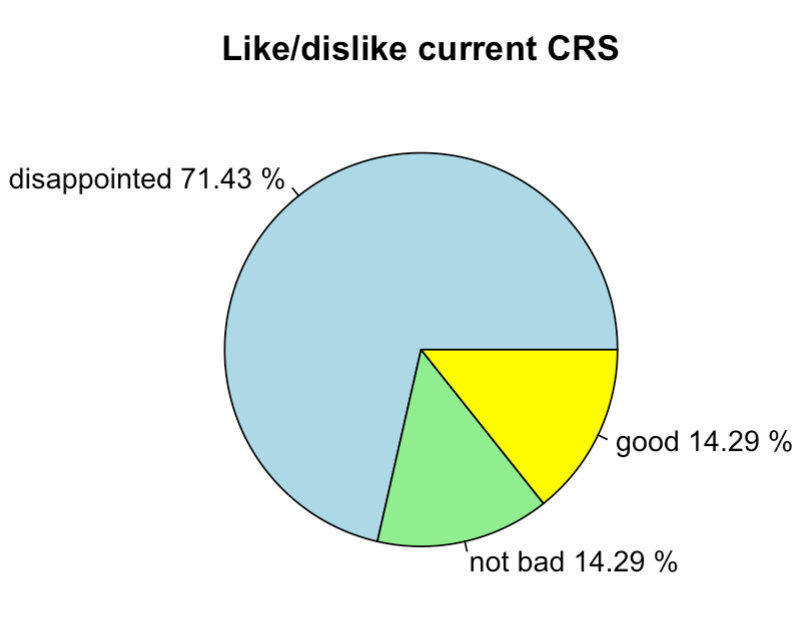 Like/dislike current CRS
disappointed 71.43 %
good 14.29 %
not bad 14.29 %